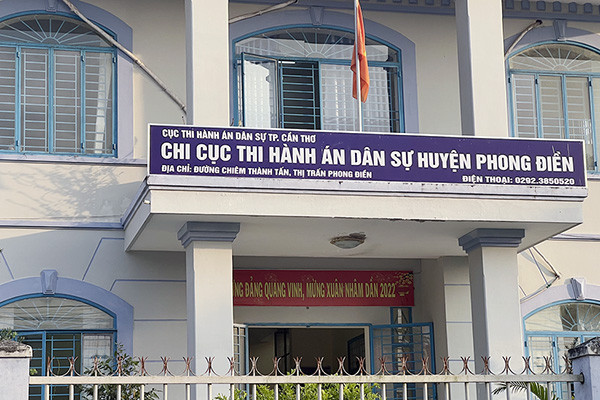 CỤC THI HÀNH ÁN DÂN SỰ TP. CẦN THƠ
CHI CỤC THI HÀNH ÁN DÂN SỰ HUYỆN PHONG ĐIỀN
ĐỊA CHỈ: ĐƯỜNG CHIÊM THÀNH TẤN, THỊ TRẤN PHONG ĐIỀN
ĐIỆN THOẠI: 0292.3850520
ĐẢNG QUANG VINH, MỪNG XUÂN NHÂM DẦN 2022